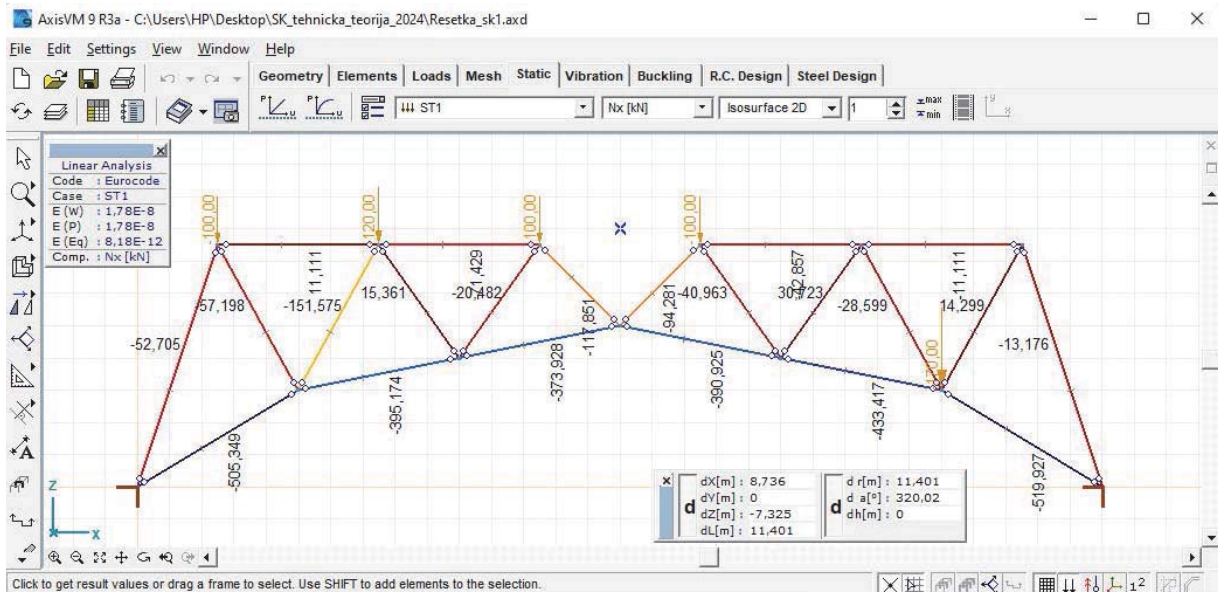 AxisVM 9 R3a - C:\Users\HP\Desktop\SK_tehnicka_teorija_2024\Resetka_sk1.axd
File Edit Settings View Window Help
Geometry Elements Loads Mesh Static Vibration Buckling R.C. Design Steel Design
ST1 Nx [kN] Isosurface 2D 1 max min
Linear Analysis
Code : Eurocode
Case : ST1
E (W) : 1,78E-8
E (P) : 1,78E-8
E (Eq) : 8,18E-12
Comp. : Nx [kN]
-100,00
120,00
-100,00
-100,00
-11,111
-11,111
-57,198
-151,575
15,361
-20,482
-117,851
-94,281
-40,963
-28,599
14,299
-52,705
-13,176
-373,928
-390,925
-395,174
-433,417
-505,349
-519,927
Z
X
dX[m] : 8,736
dY[m] : 0
dZ[m] : -7,325
dL[m] : 11,401
d
d r[m] : 11,401
d a[°] : 320,02
dh[m] : 0
d
Click to get result values or drag a frame to select. Use SHIFT to add elements to the selection.